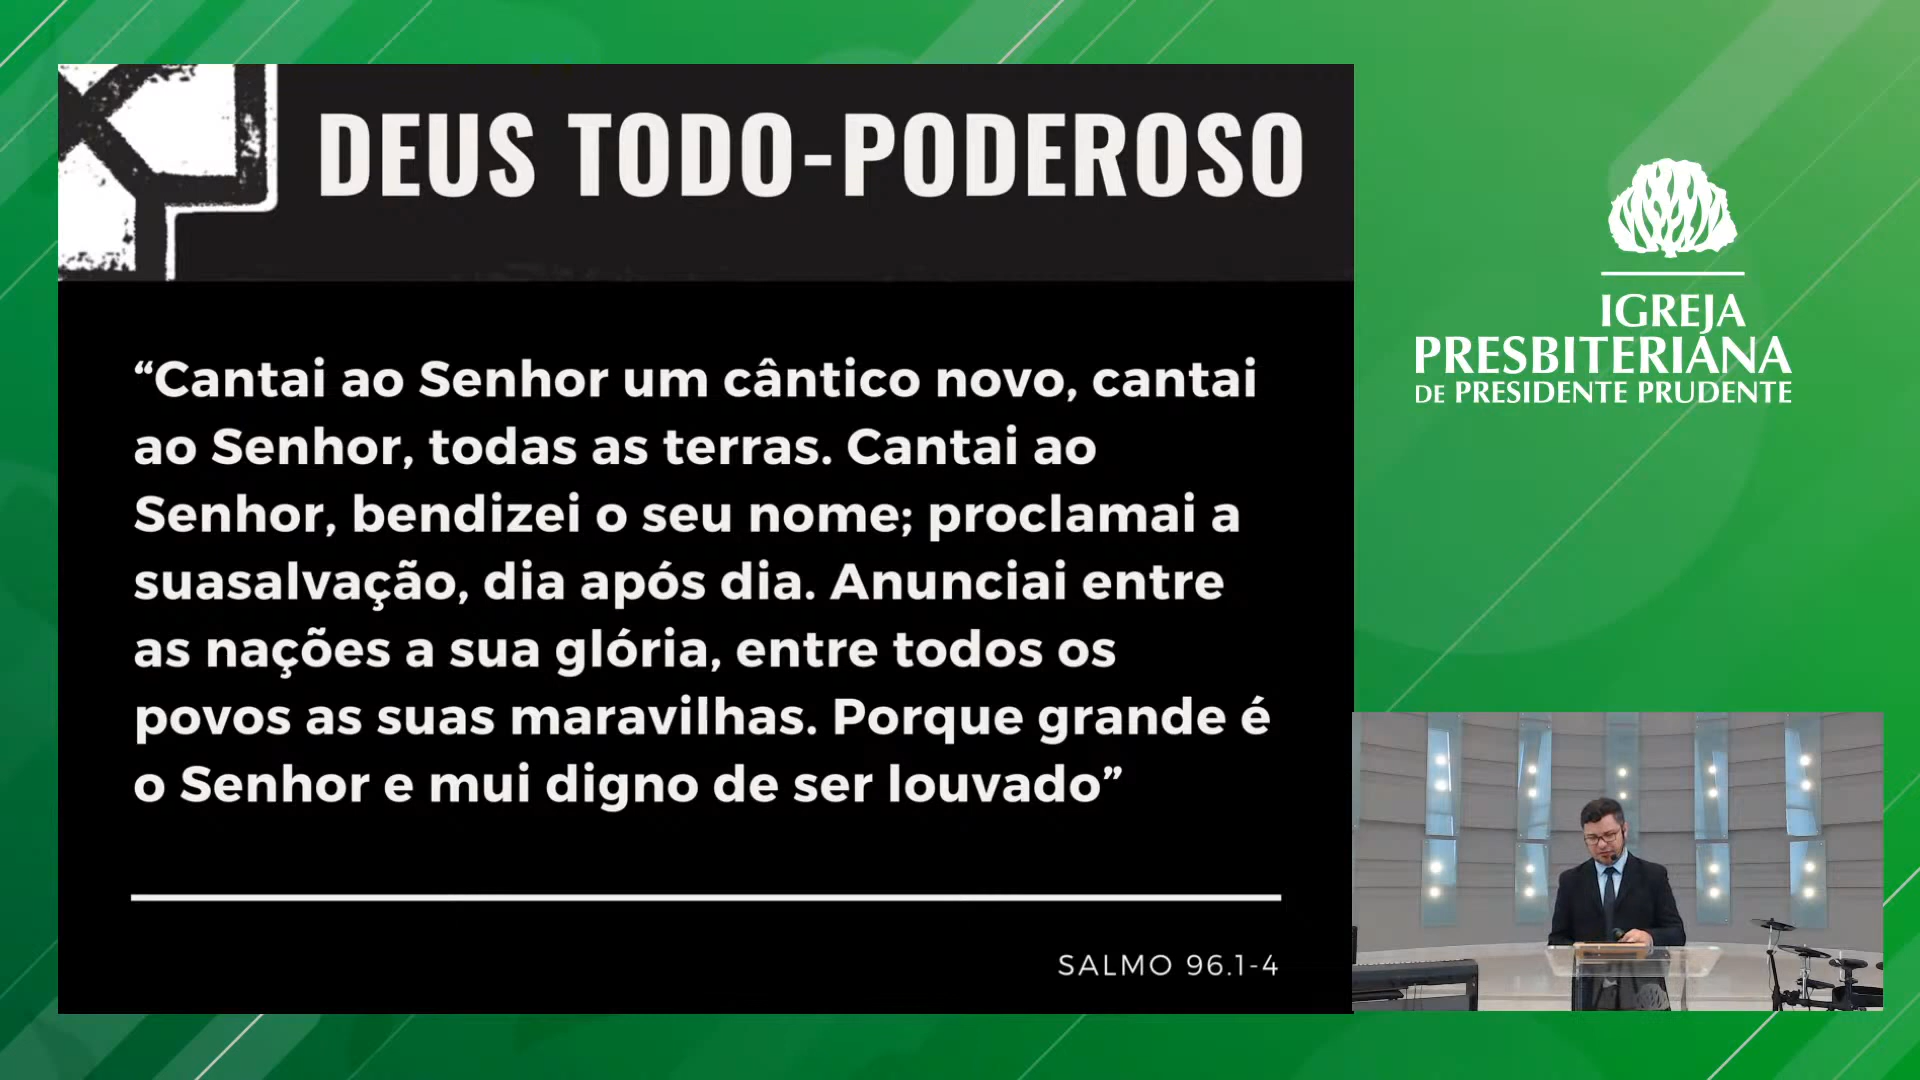 DEUS TODO-PODEROSO
“Cantai ao Senhor um cântico novo, cantai
ao Senhor, todas as terras. Cantai ao
Senhor, bendizei o seu nome; proclamai a
suasalvação, dia após dia. Anunciai entre
as nações a sua glória, entre todos os
povos as suas maravilhas. Porque grande é
o Senhor e mui digno de ser louvado”
SALMO 96.1-4
IGREJA
PRESBITERIANA
DE PRESIDENTE PRUDENTE